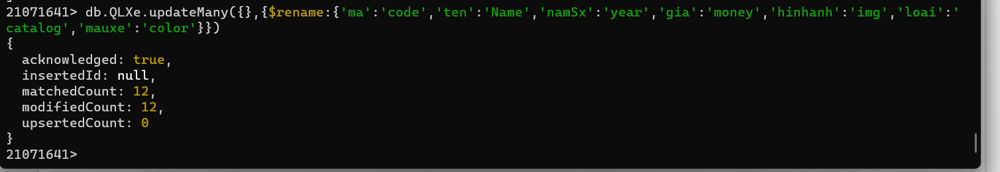 21071641> db.QLXe.updateMany({},{$rename:{'ma':'code','ten':'Name','namSx':'year','gia':'money','hinhanh':'img','loai':'
catalog','mauxe':'color'}})
{
  acknowledged: true,
  insertedId: null,
  matchedCount: 12,
  modifiedCount: 12,
  upsertedCount: 0
}
21071641>